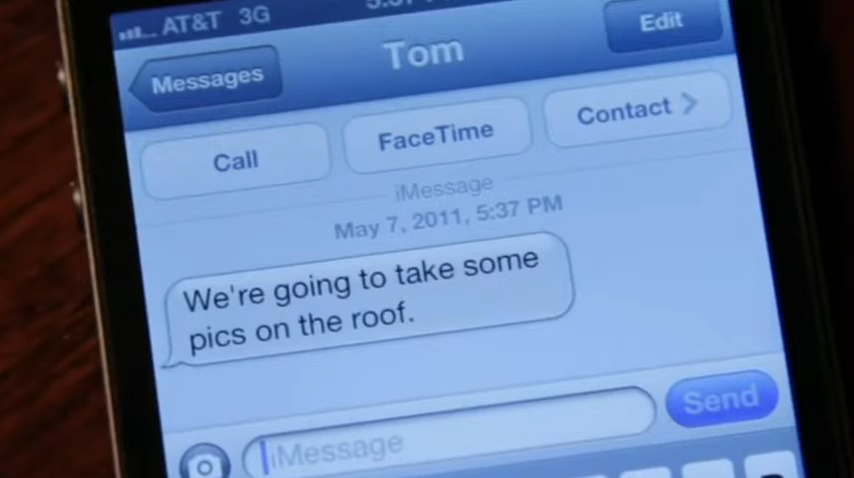 AT&T 3G
Messages Tom Edit
Call FaceTime Contact
iMessage
May 7, 2011, 5:37 PM
We're going to take some
pics on the roof.
iMessage Send